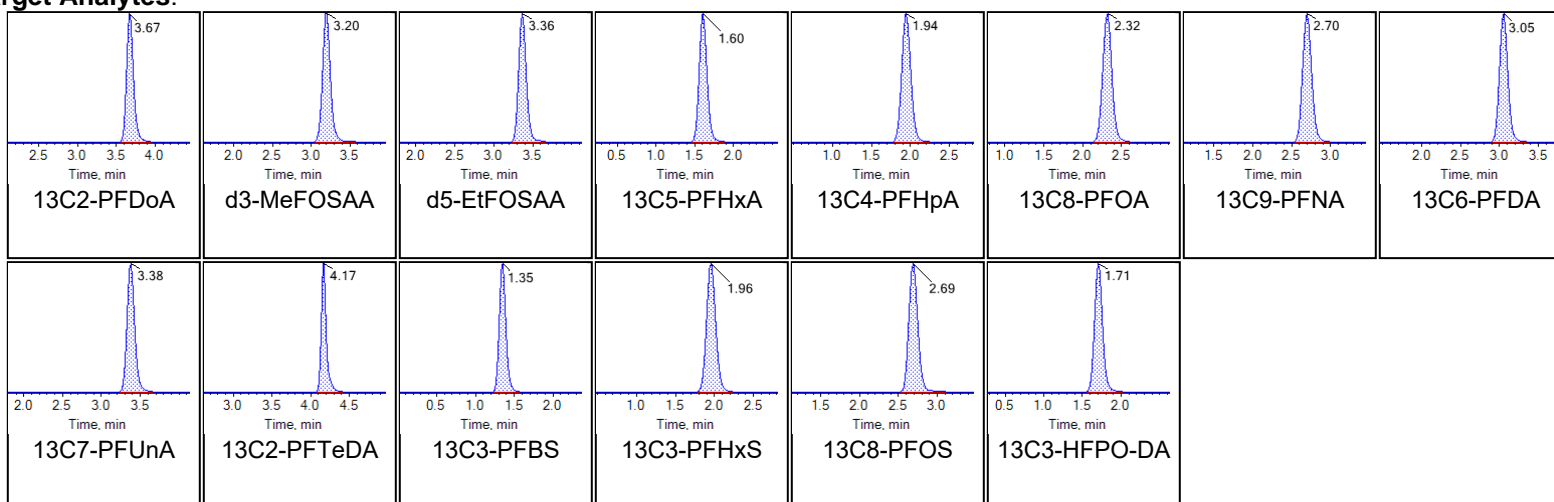 arget Analytes:
3.67
2.5 3.0 3.5 4.0
Time, min
13C2-PFDoA
3.20
2.0 2.5 3.0 3.5
Time, min
d3-MeFOSAA
3.36
2.0 2.5 3.0 3.5
Time, min
d5-EtFOSAA
1.60
0.5 1.0 1.5 2.0
Time, min
13C5-PFHxA
1.94
1.0 1.5 2.0 2.5
Time, min
13C4-PFHpA
2.32
1.0 1.5 2.0 2.5
Time, min
13C8-PFOA
2.70
1.5 2.0 2.5 3.0
Time, min
13C9-PFNA
3.05
2.0 2.5 3.0 3.5
Time, min
13C6-PFDA
3.38
2.0 2.5 3.0 3.5
Time, min
13C7-PFUnA
4.17
3.0 3.5 4.0 4.5
Time, min
13C2-PFTeDA
1.35
0.5 1.0 1.5 2.0
Time, min
13C3-PFBS
1.96
1.0 1.5 2.0 2.5
Time, min
13C3-PFHxS
2.69
1.5 2.0 2.5 3.0
Time, min
13C8-PFOS
1.71
0.5 1.0 1.5 2.0
Time, min
13C3-HFPO-DA